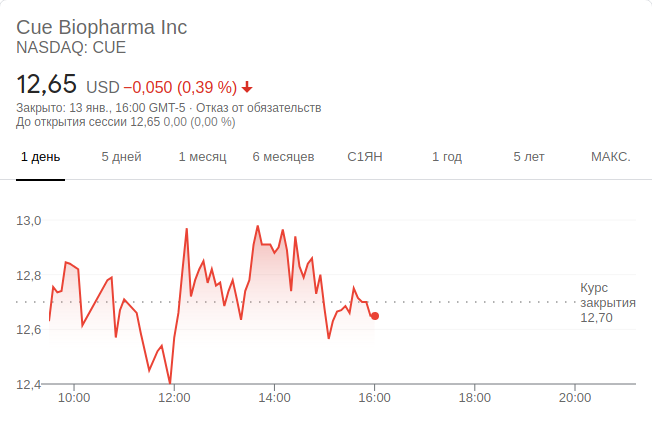 Cue Biopharma Inc
NASDAQ: CUE
12,65 USD −0,050 (0,39 %)
Закрыто: 13 янв., 16:00 GMT-5 · Отказ от обязательств
До открытия сессии 12,65 0,00 (0,00 %)
1 день 5 дней 1 месяц 6 месяцев С1ЯН 1 год 5 лет МАКС.
13,0
12,8
Курс
закрытия
12,70
12,6
12,4
10:00 12:00 14:00 16:00 18:00 20:00